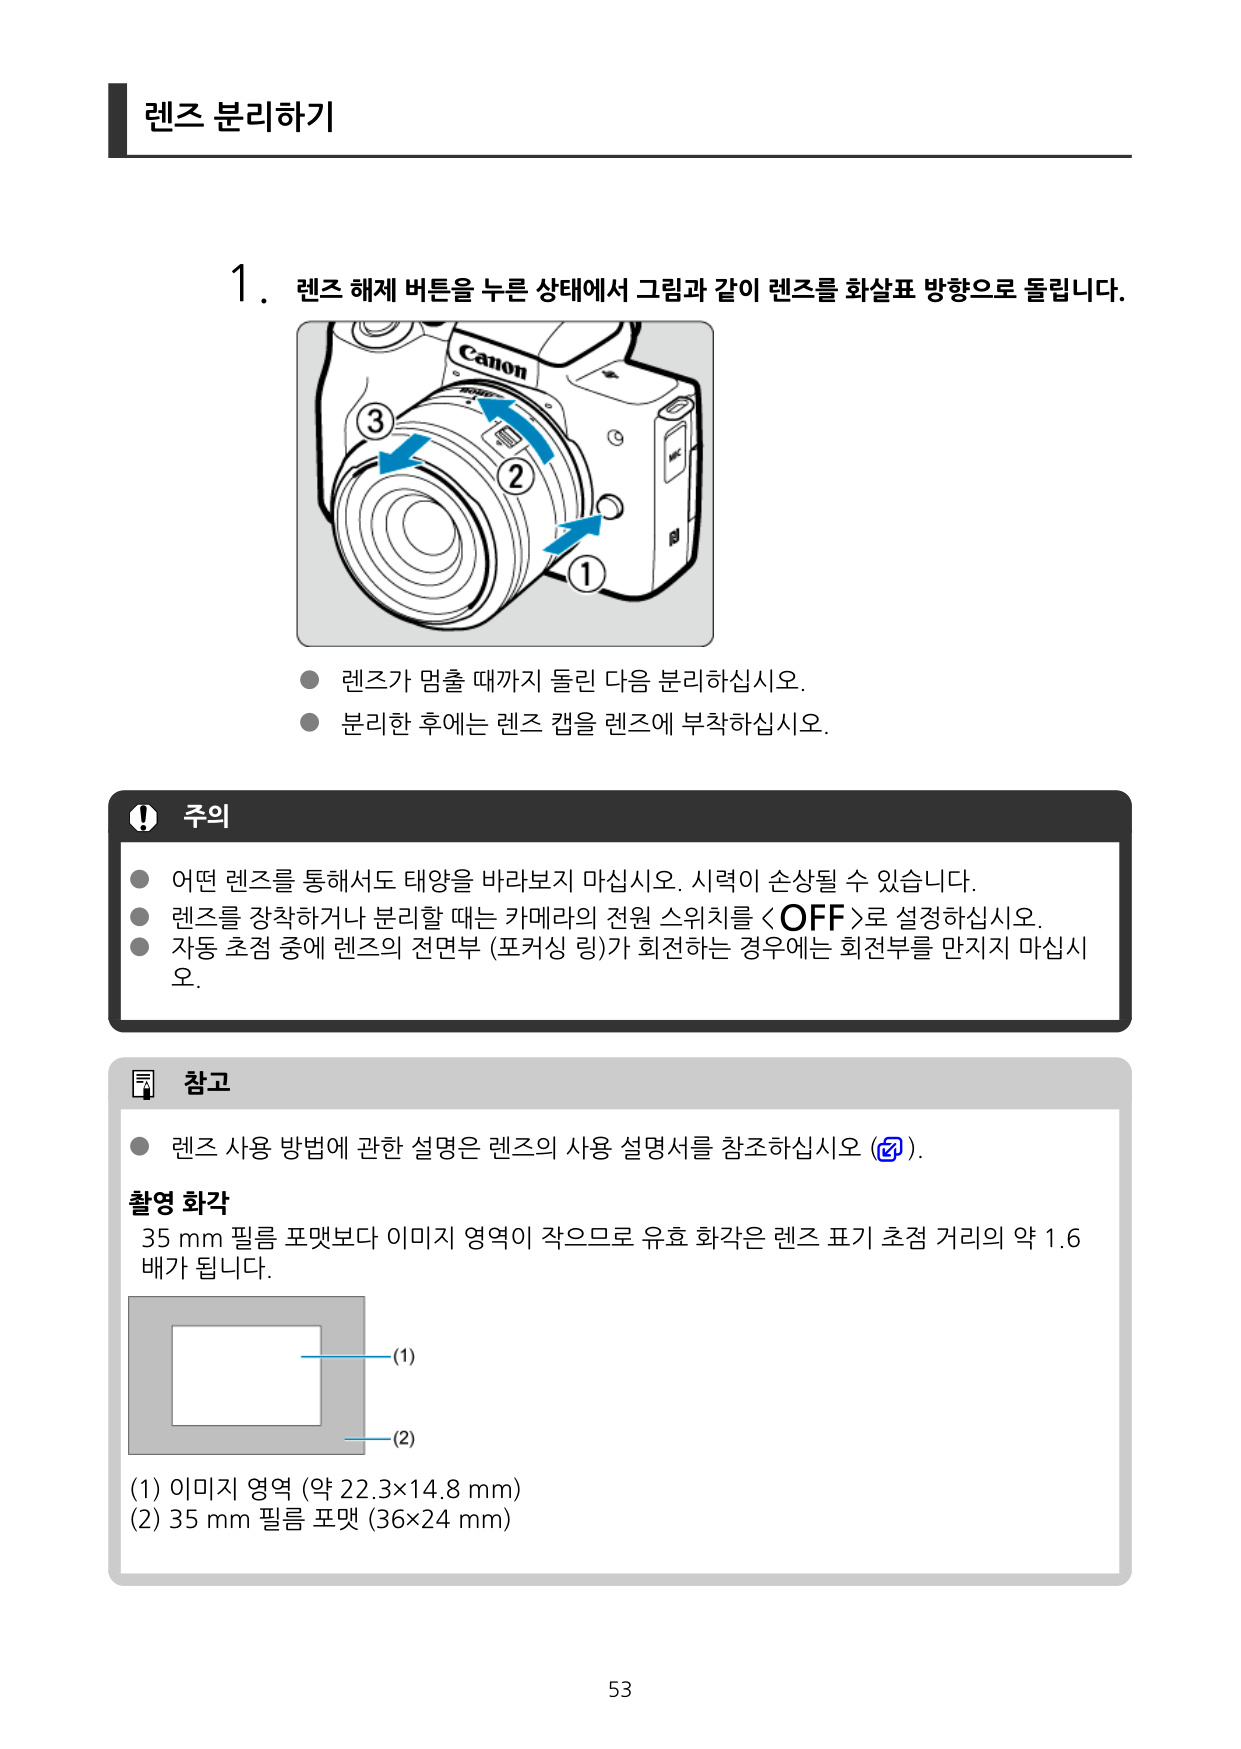 렌즈 분리하기
1. 렌즈 해제 버튼을 누른 상태에서 그림과 같이 렌즈를 화살표 방향으로 돌립니다.
Canon
③
②
MIC
①
● 렌즈가 멈출 때까지 돌린 다음 분리하십시오.
● 분리한 후에는 렌즈 캡을 렌즈에 부착하십시오.
주의
● 어떤 렌즈를 통해서도 태양을 바라보지 마십시오. 시력이 손상될 수 있습니다.
● 렌즈를 장착하거나 분리할 때는 카메라의 전원 스위치를 <OFF>로 설정하십시오.
● 자동 초점 중에 렌즈의 전면부 (포커싱 링)가 회전하는 경우에는 회전부를 만지지 마십시
오.
참고
● 렌즈 사용 방법에 관한 설명은 렌즈의 사용 설명서를 참조하십시오 ( ).
촬영 화각
35 mm 필름 포맷보다 이미지 영역이 작으므로 유효 화각은 렌즈 표기 초점 거리의 약 1.6
배가 됩니다.
(1)
(2)
(1) 이미지 영역 (약 22.3×14.8 mm)
(2) 35 mm 필름 포맷 (36×24 mm)
53